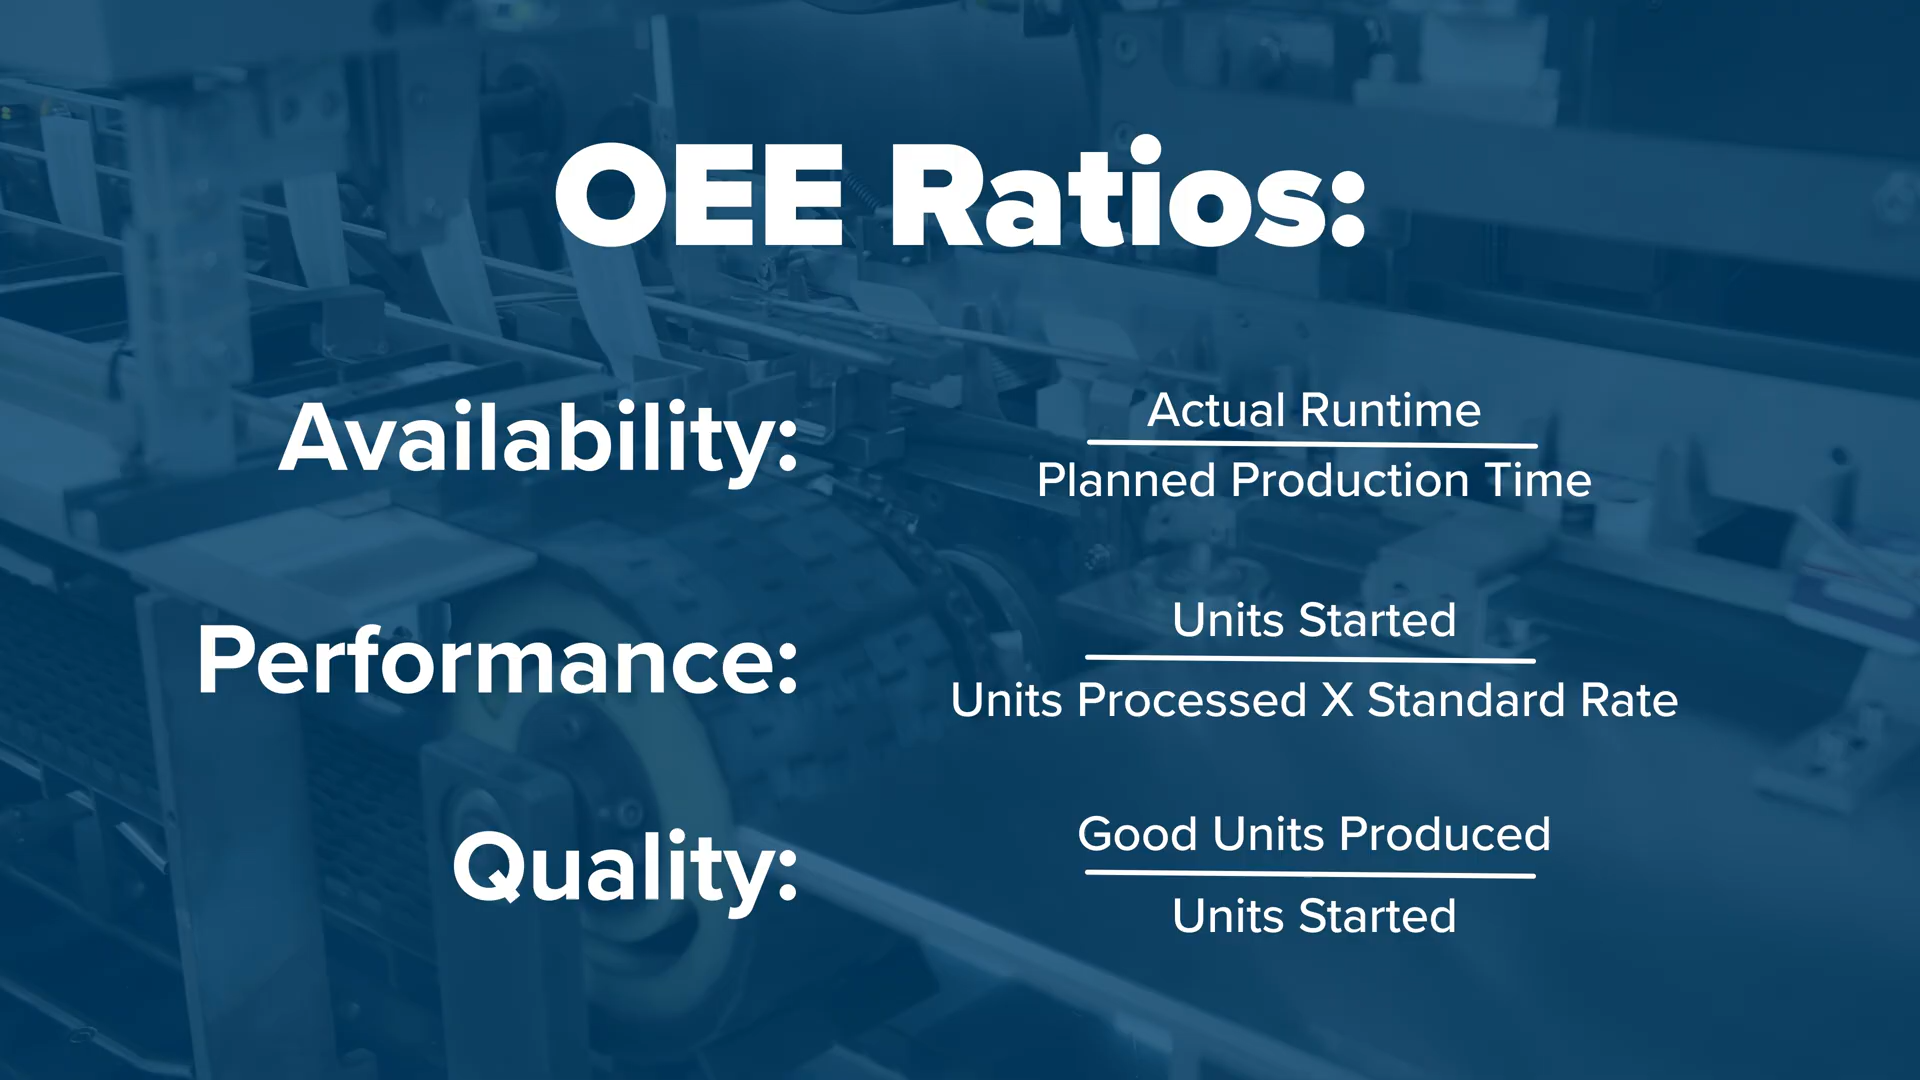 OEE Ratios:
Availability:
Actual Runtime
Planned Production Time
Performance:
Units Started
Units Processed X Standard Rate
Quality:
Good Units Produced
Units Started